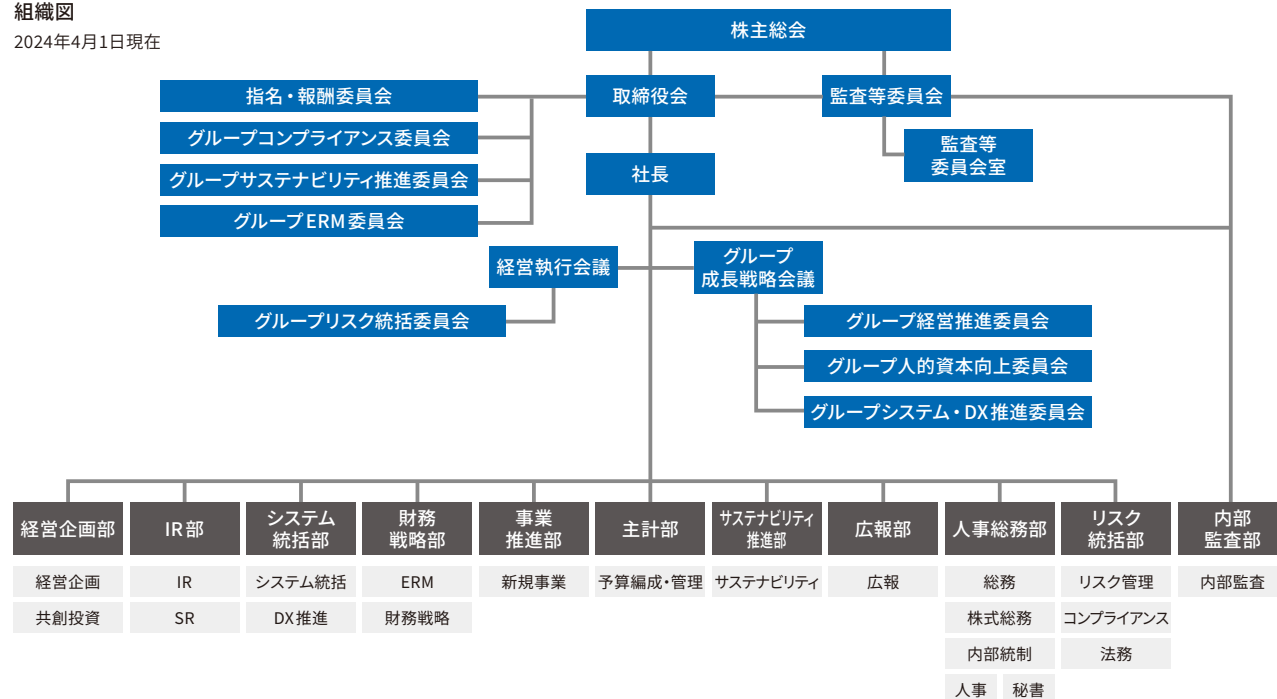 組織図
2024年4月1日現在
株主総会
指名・報酬委員会
取締役会
監査等委員会
グループコンプライアンス委員会
監査等
委員会室
グループサステナビリティ推進委員会
社長
グループERM委員会
経営執行会議
グループ
成長戦略会議
グループリスク統括委員会
グループ経営推進委員会
グループ人的資本向上委員会
グループシステム・DX推進委員会
経営企画部
IR部
システム
統括部
財務
戦略部
事業
推進部
主計部
サステナビリティ
推進部
広報部
人事総務部
リスク
統括部
内部
監査部
経営企画
IR
システム統括
ERM
新規事業
予算編成・管理
サステナビリティ
広報
総務
リスク管理
内部監査
共創投資
SR
DX推進
財務戦略
株式総務
コンプライアンス
内部統制
法務
人事
秘書